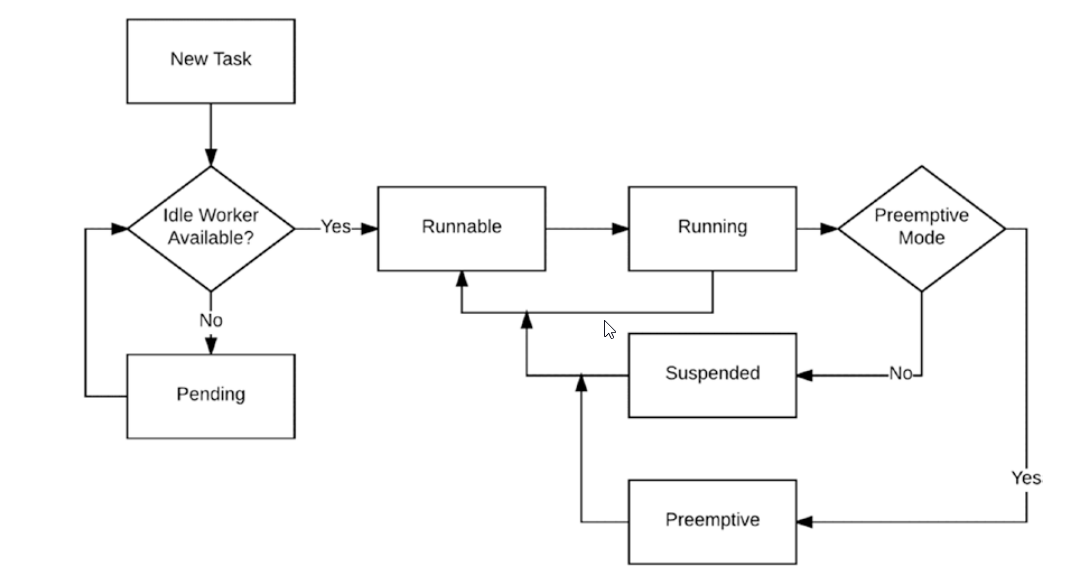 New Task
Idle Worker
Available?
Yes
Runnable
Running
Preemptive
Mode
No
Pending
Suspended
No
Yes
Preemptive